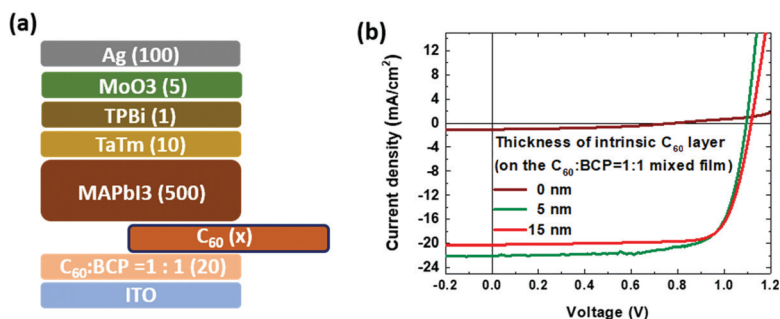 (a)
Ag (100)
MoO3 (5)
TPBi (1)
TaTm (10)
MAPbI3 (500)
C₆₀ (x)
C₆₀:BCP =1 : 1 (20)
ITO
(b)
Current density (mA/cm²)
12
8
4
0
-4
-8
-12
-16
-20
-24
Thickness of intrinsic C₆₀ layer
(on the C₆₀:BCP=1:1 mixed film)
0 nm
5 nm
15 nm
-0.2 0.0 0.2 0.4 0.6 0.8 1.0 1.2
Voltage (V)